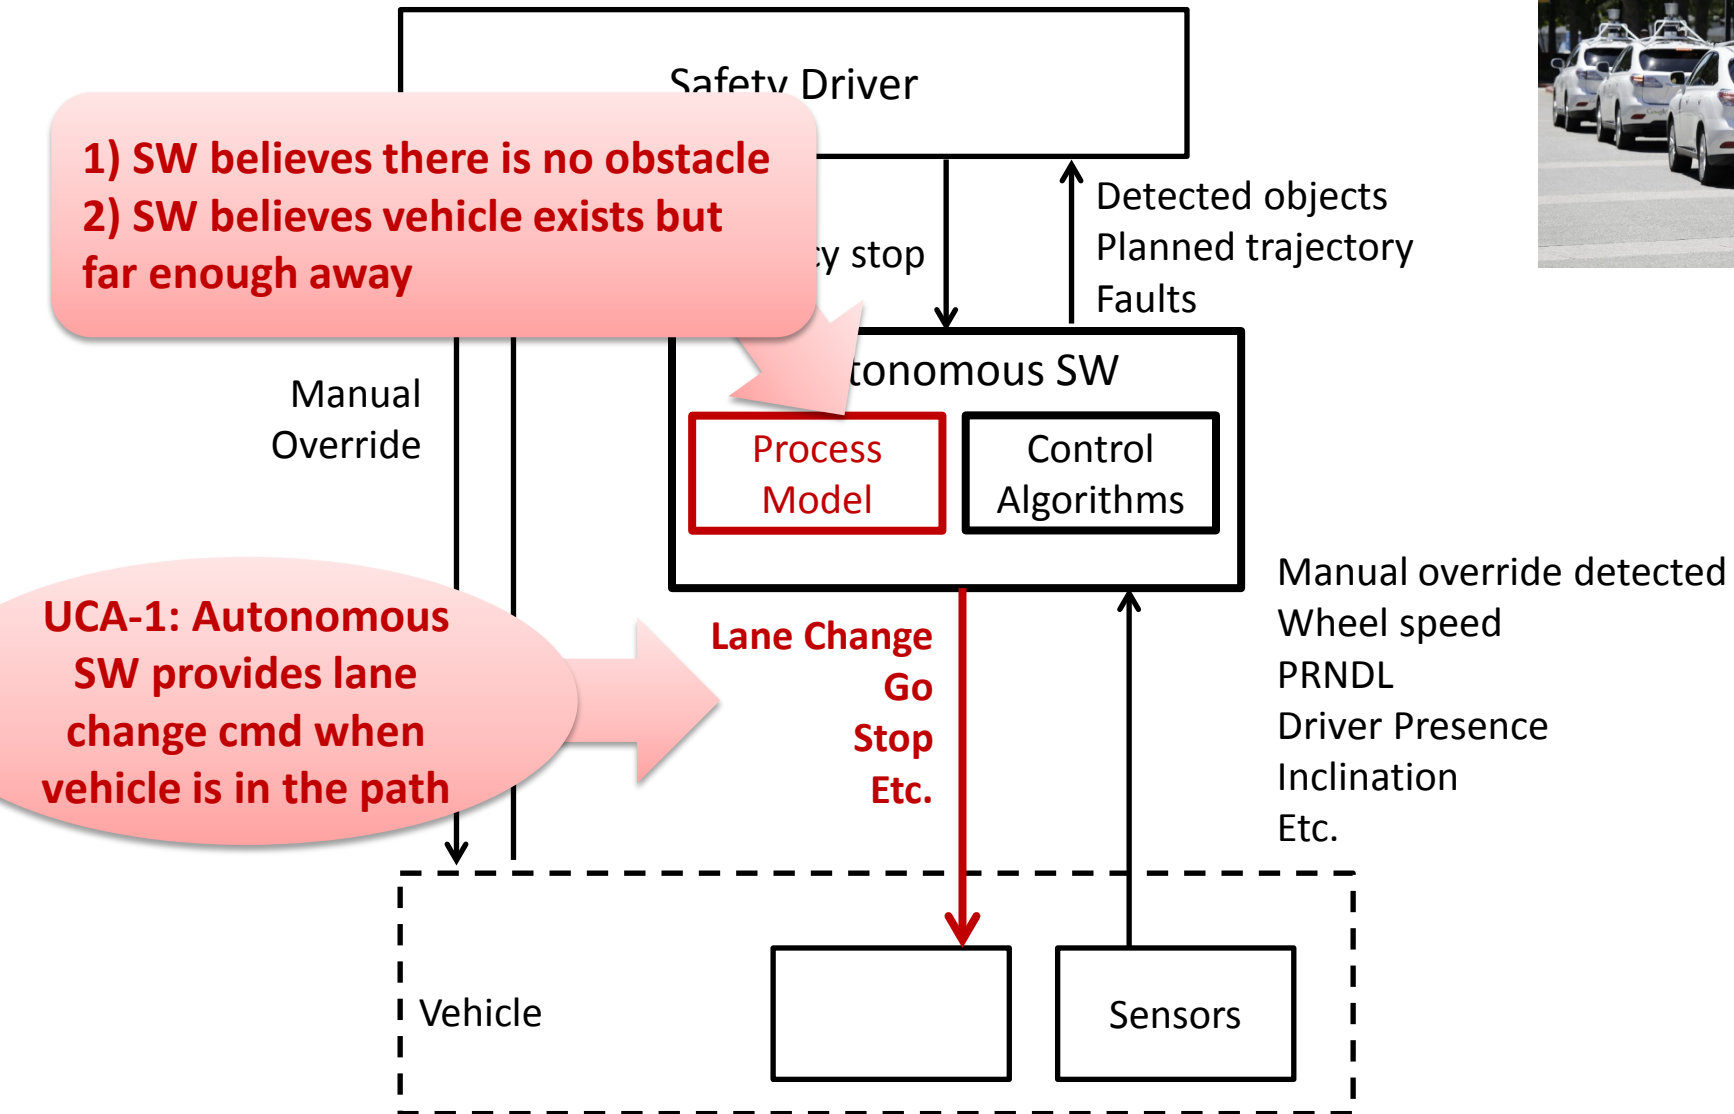 Safety Driver
1) SW believes there is no obstacle
2) SW believes vehicle exists but
far enough away
cy stop
Detected objects
Planned trajectory
Faults
Manual
Override
tonomous SW
Process
Model
Control
Algorithms
UCA-1: Autonomous
SW provides lane
change cmd when
vehicle is in the path
Lane Change
Go
Stop
Etc.
Manual override detected
Wheel speed
PRNDL
Driver Presence
Inclination
Etc.
Vehicle
Sensors